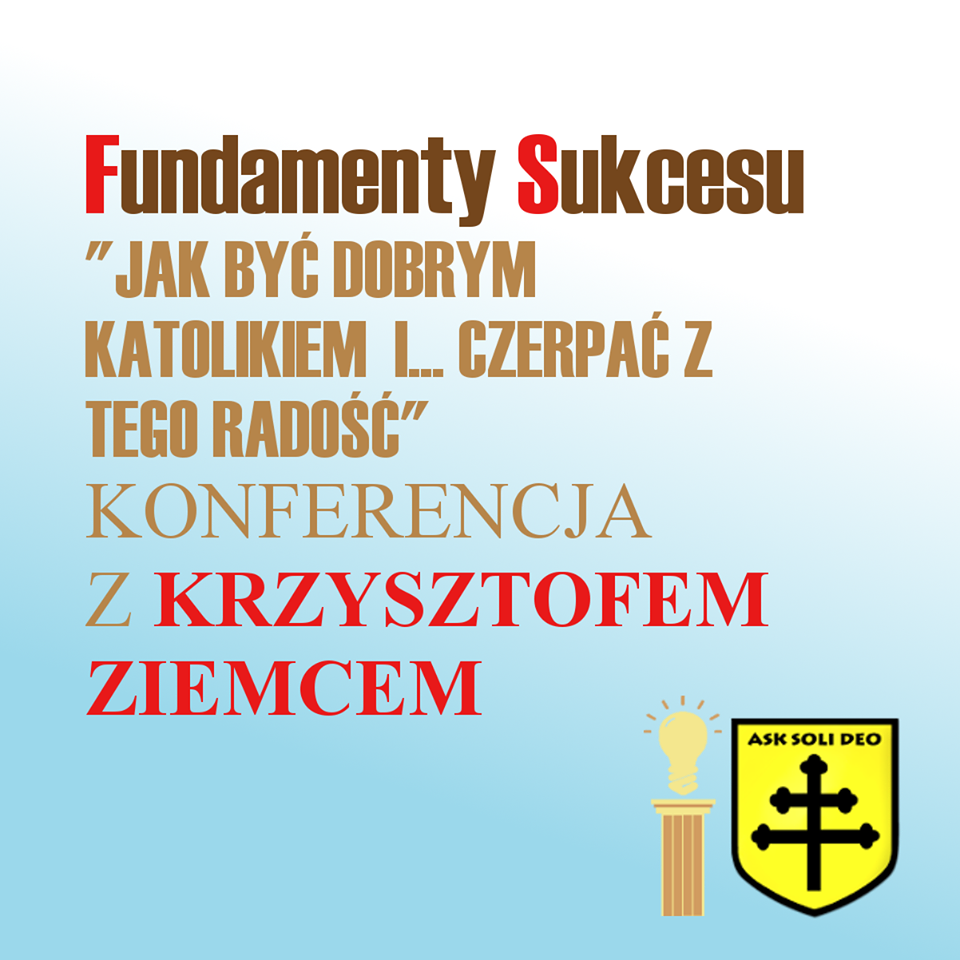 Fundamenty Sukcesu
"JAK BYĆ DOBRYM
KATOLIKIEM I... CZERPAĆ Z
TEGO RADOŚĆ"
KONFERENCJA
Z KRZYSZTOFEM
ZIEMCEM
ASK SOLI DEO